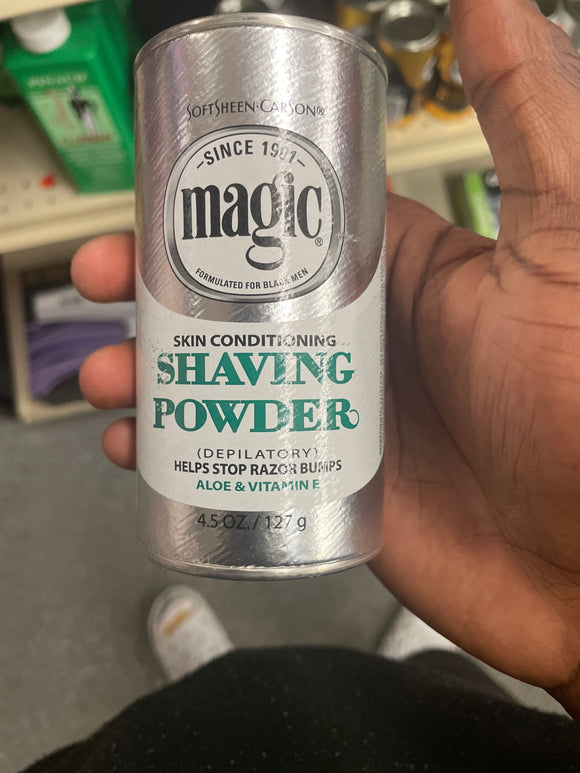 SOFTSHEEN·CARSON®
SINCE 1901
magic®
FORMULATED FOR BLACK MEN
SKIN CONDITIONING
SHAVING
POWDER
(DEPILATORY)
HELPS STOP RAZOR BUMPS
ALOE & VITAMIN E
4.5 OZ. / 127 g